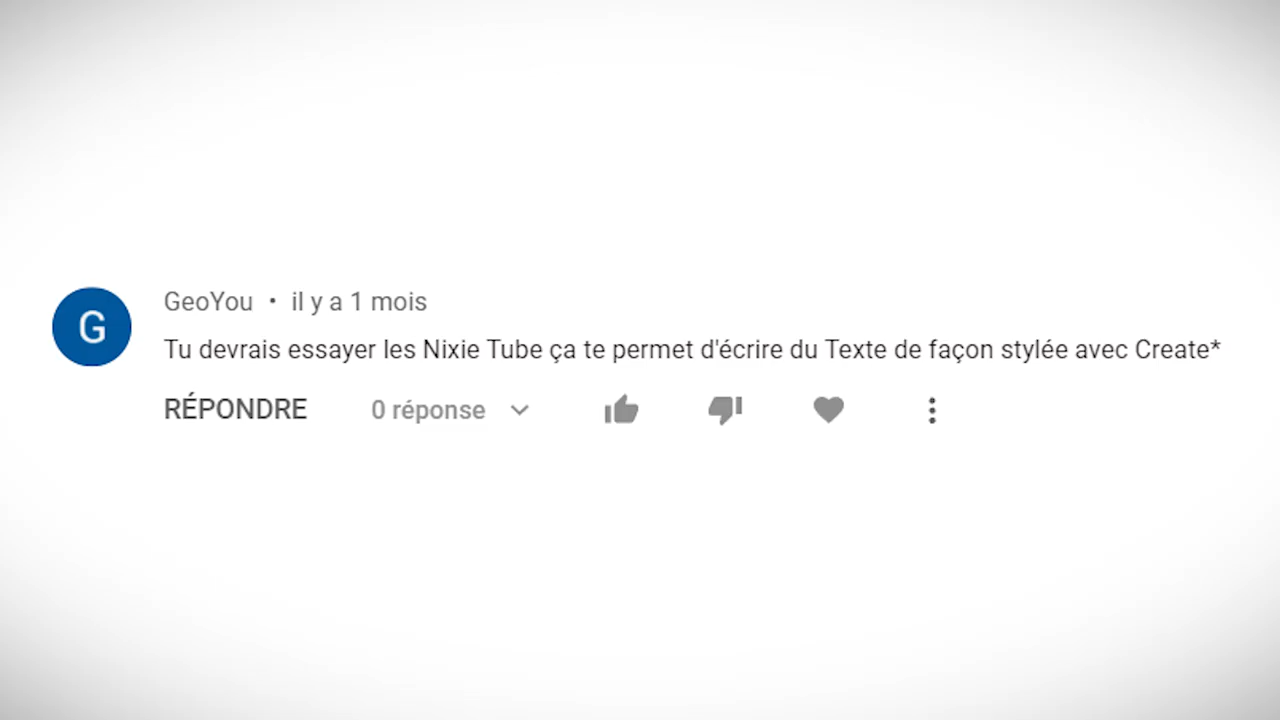 G
GeoYou • il y a 1 mois
Tu devrais essayer les Nixie Tube ça te permet d'écrire du Texte de façon stylée avec Create*
RÉPONDRE 0 réponse